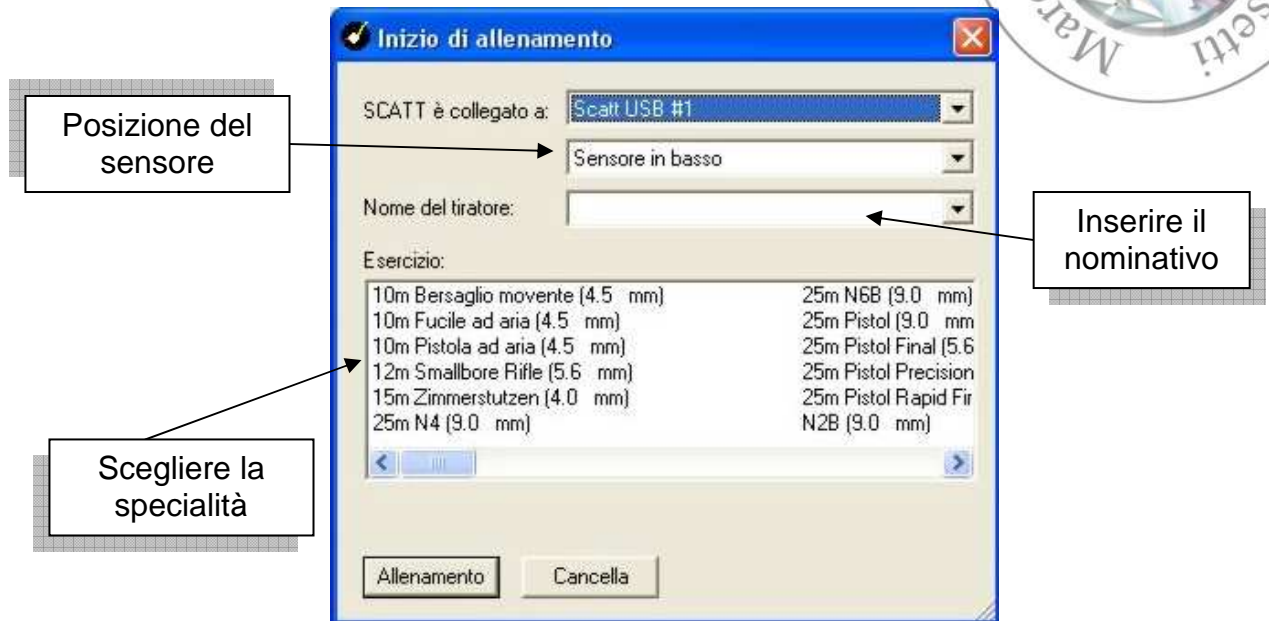 Inizio di allenamento
SCATT è collegato a:
Scatt USB #1
Posizione del
sensore
Sensore in basso
Nome del tiratore:
Inserire il
nominativo
Esercizio:
10m Bersaglio movente (4.5 mm)
10m Fucile ad aria (4.5 mm)
10m Pistola ad aria (4.5 mm)
12m Smallbore Rifle (5.6 mm)
15m Zimmerstutzen (4.0 mm)
25m N4 (9.0 mm)
25m N6B (9.0 mm)
25m Pistol (9.0 mm
25m Pistol Final (5.6
25m Pistol Precision
25m Pistol Rapid Fir
N2B (9.0 mm)
Scegliere la
specialità
Allenamento
Cancella